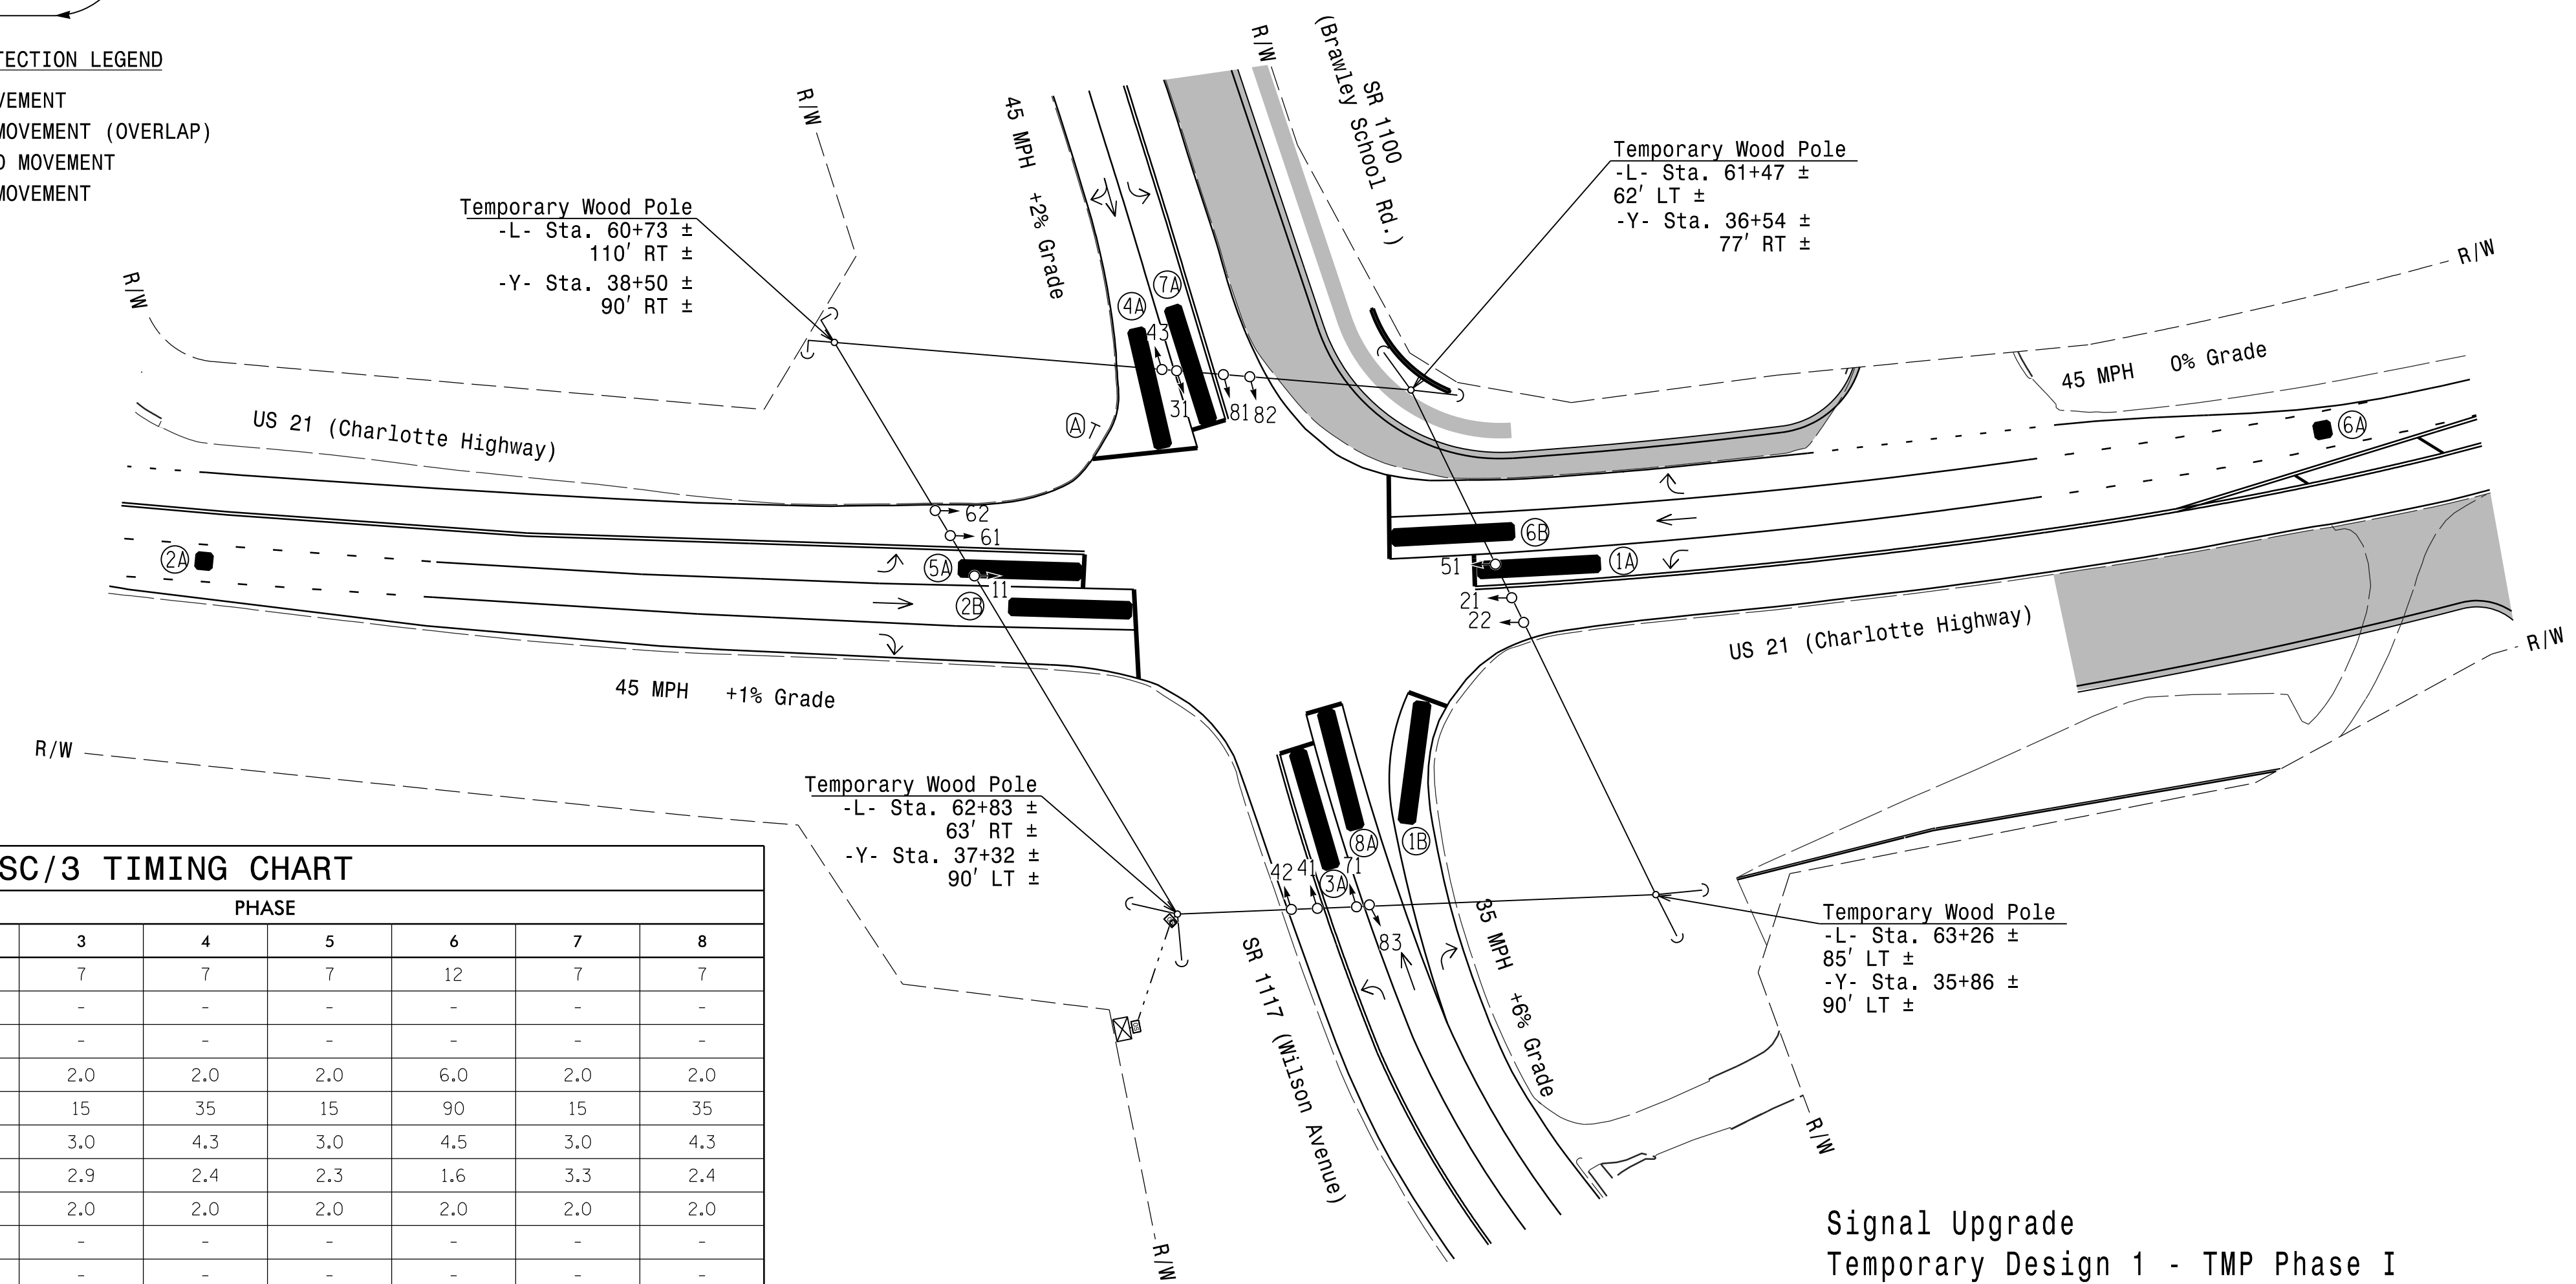 TECTION LEGEND
VEMENT
MOVEMENT (OVERLAP)
D MOVEMENT
MOVEMENT
R/W
R/W
45 MPH +2% Grade
R/W
SR 1100
(Brawley School Rd.)
Temporary Wood Pole
-L- Sta. 60+73 ±
110' RT ±
-Y- Sta. 38+50 ±
90' RT ±
Temporary Wood Pole
-L- Sta. 61+47 ±
62' LT ±
-Y- Sta. 36+54 ±
77' RT ±
R/W
45 MPH 0% Grade
4A
7A
43
31
81
82
A
6A
US 21 (Charlotte Highway)
62
61
5A
11
2A
2B
6B
1A
51
21
22
US 21 (Charlotte Highway)
R/W
45 MPH +1% Grade
R/W
Temporary Wood Pole
-L- Sta. 62+83 ±
63' RT ±
-Y- Sta. 37+32 ±
90' LT ±
42
41
3A
71
8A
1B
83
SR 1117 (Wilson Avenue)
35 MPH +6% Grade
Temporary Wood Pole
-L- Sta. 63+26 ±
85' LT ±
-Y- Sta. 35+86 ±
90' LT ±
R/W
R/W
SC/3 TIMING CHART
PHASE
3 4 5 6 7 8
7 7 7 12 7 7
- - - - - -
- - - - - -
2.0 2.0 2.0 6.0 2.0 2.0
15 35 15 90 15 35
3.0 4.3 3.0 4.5 3.0 4.3
2.9 2.4 2.3 1.6 3.3 2.4
2.0 2.0 2.0 2.0 2.0 2.0
- - - - - -
- - - - - -
Signal Upgrade
Temporary Design 1 - TMP Phase I